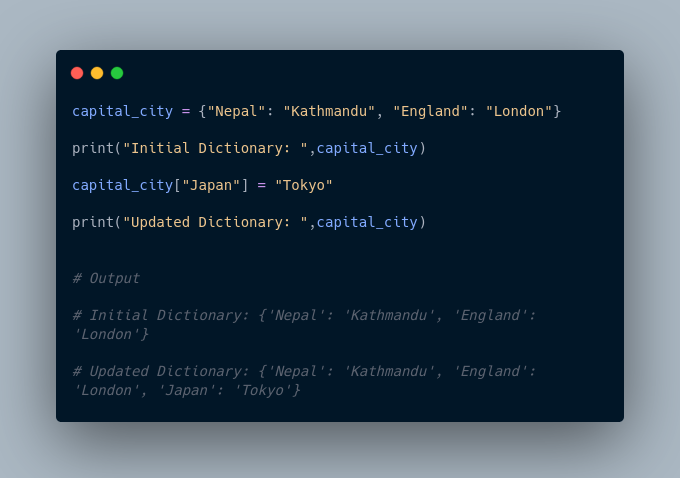 capital_city = {"Nepal": "Kathmandu", "England": "London"}
print("Initial Dictionary: ",capital_city)
capital_city["Japan"] = "Tokyo"
print("Updated Dictionary: ",capital_city)
# Output
# Initial Dictionary: {'Nepal': 'Kathmandu', 'England':
'London'}
# Updated Dictionary: {'Nepal': 'Kathmandu', 'England':
'London', 'Japan': 'Tokyo'}